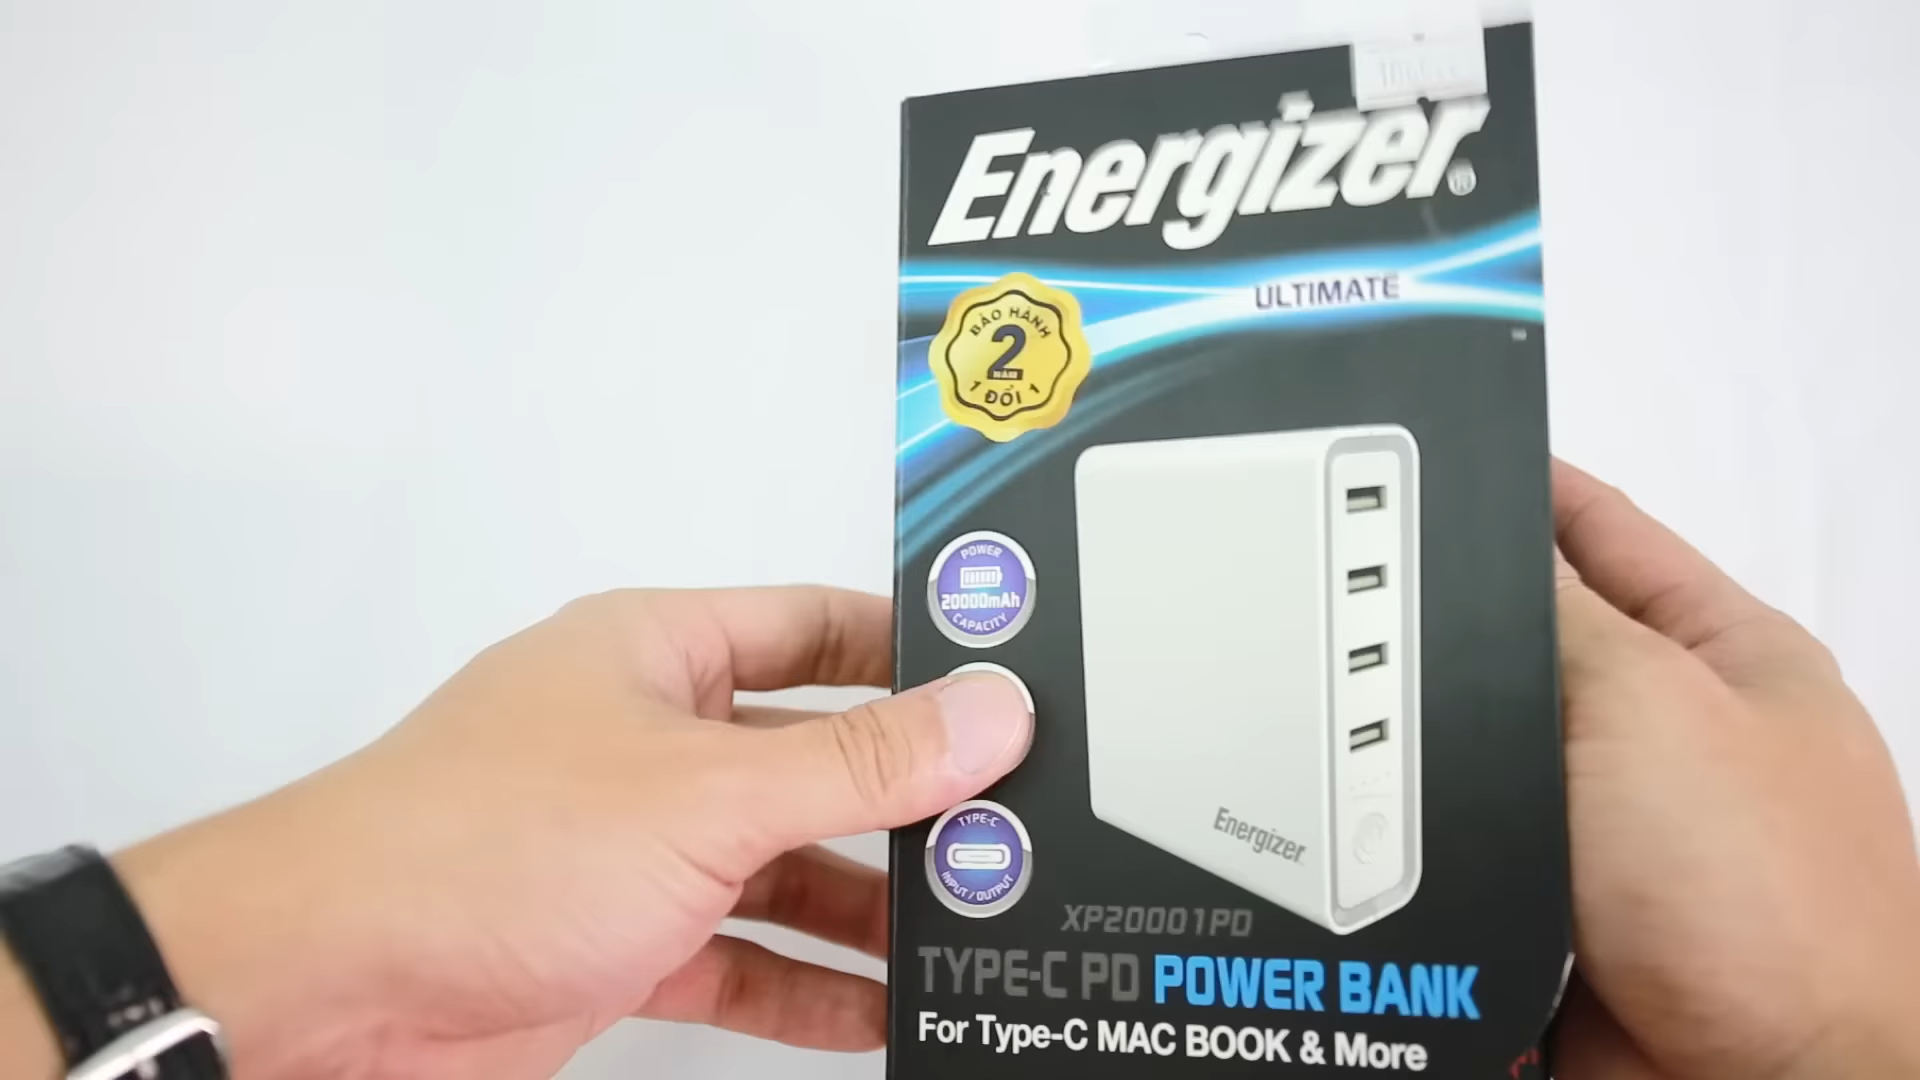 Energizer®
ULTIMATE
BẢO HÀNH
2
NĂM
1 ĐỔI 1
POWER
20000mAh
CAPACITY
TYPE-C
INPUT / OUTPUT
Energizer
XP20001PD
TYPE-C PD POWER BANK
For Type-C MAC BOOK & More